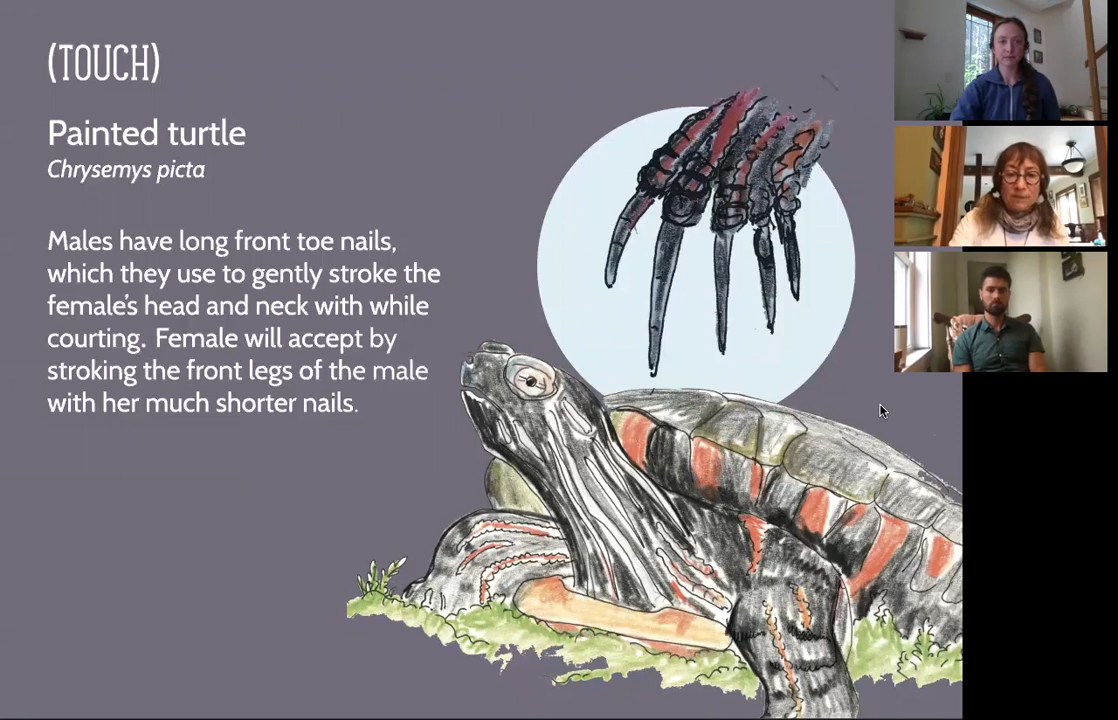 (TOUCH)
Painted turtle
Chrysemys picta
Males have long front toe nails,
which they use to gently stroke the
female's head and neck with while
courting. Female will accept by
stroking the front legs of the male
with her much shorter nails.